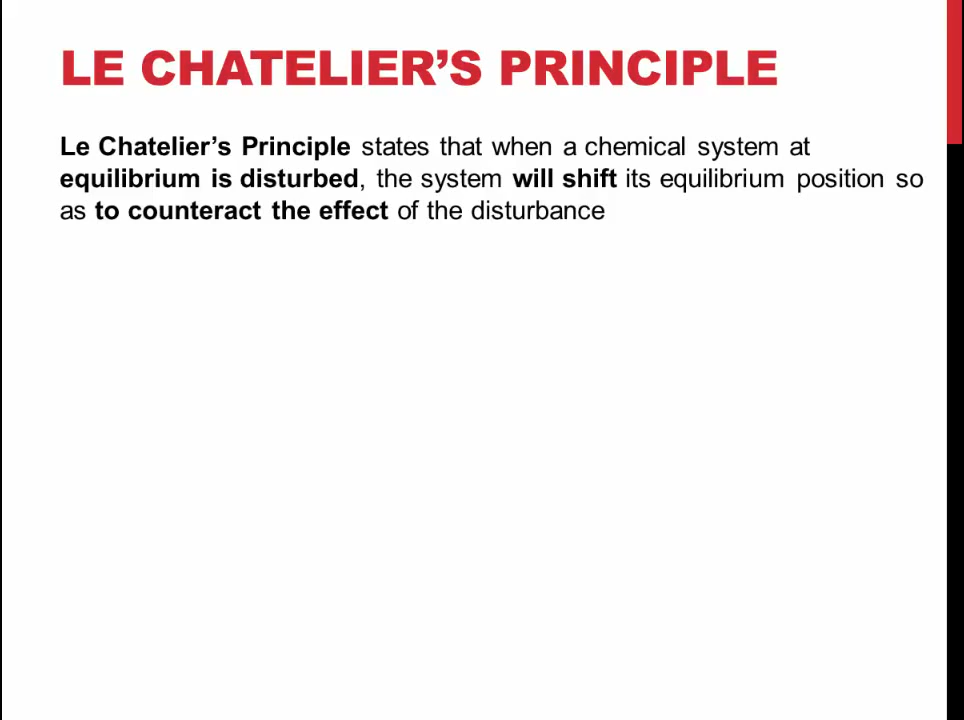 LE CHATELIER’S PRINCIPLE
Le Chatelier’s Principle states that when a chemical system at
equilibrium is disturbed, the system will shift its equilibrium position so
as to counteract the effect of the disturbance